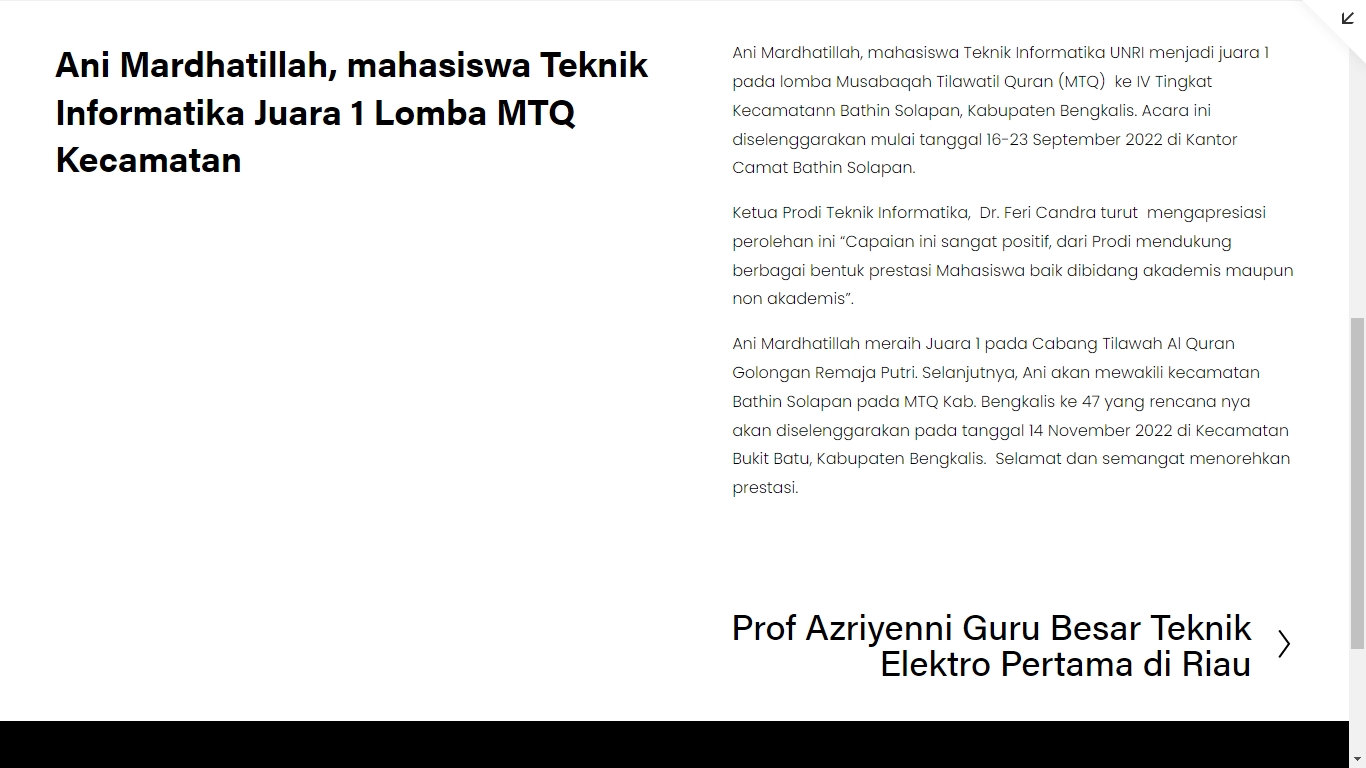 Ani Mardhatillah, mahasiswa Teknik
Informatika Juara 1 Lomba MTQ
Kecamatan
Ani Mardhatillah, mahasiswa Teknik Informatika UNRI menjadi juara 1
pada lomba Musabaqah Tilawatil Quran (MTQ)  ke IV Tingkat
Kecamatann Bathin Solapan, Kabupaten Bengkalis. Acara ini
diselenggarakan mulai tanggal 16-23 September 2022 di Kantor
Camat Bathin Solapan.
Ketua Prodi Teknik Informatika,  Dr. Feri Candra turut  mengapresiasi
perolehan ini “Capaian ini sangat positif, dari Prodi mendukung
berbagai bentuk prestasi Mahasiswa baik dibidang akademis maupun
non akademis”.
Ani Mardhatillah meraih Juara 1 pada Cabang Tilawah Al Quran
Golongan Remaja Putri. Selanjutnya, Ani akan mewakili kecamatan
Bathin Solapan pada MTQ Kab. Bengkalis ke 47 yang rencana nya
akan diselenggarakan pada tanggal 14 November 2022 di Kecamatan
Bukit Batu, Kabupaten Bengkalis.  Selamat dan semangat menorehkan
prestasi.
Prof Azriyenni Guru Besar Teknik
Elektro Pertama di Riau